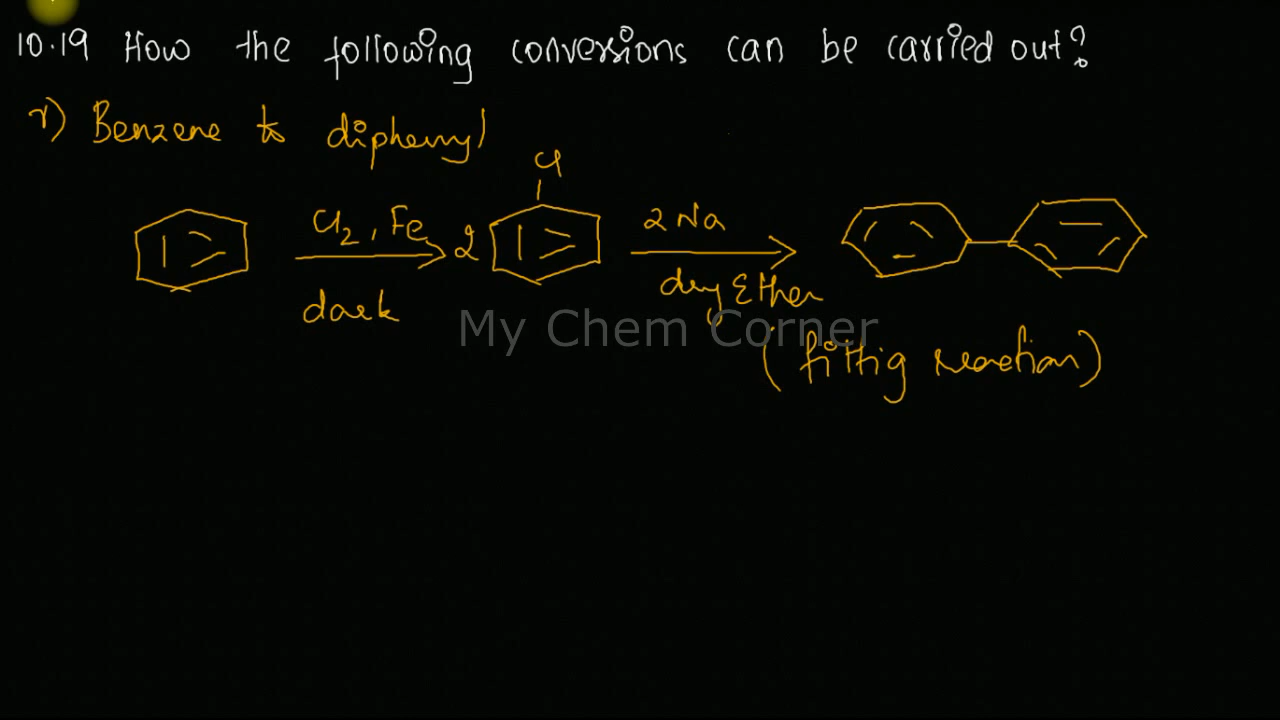 10.19 How the following conversions can be carried out?
r) Benzene to diphenyl
Cl
Cl2, Fe 2 2 Na
dark dry Ether
My Chem Corner
(fittig reaction)